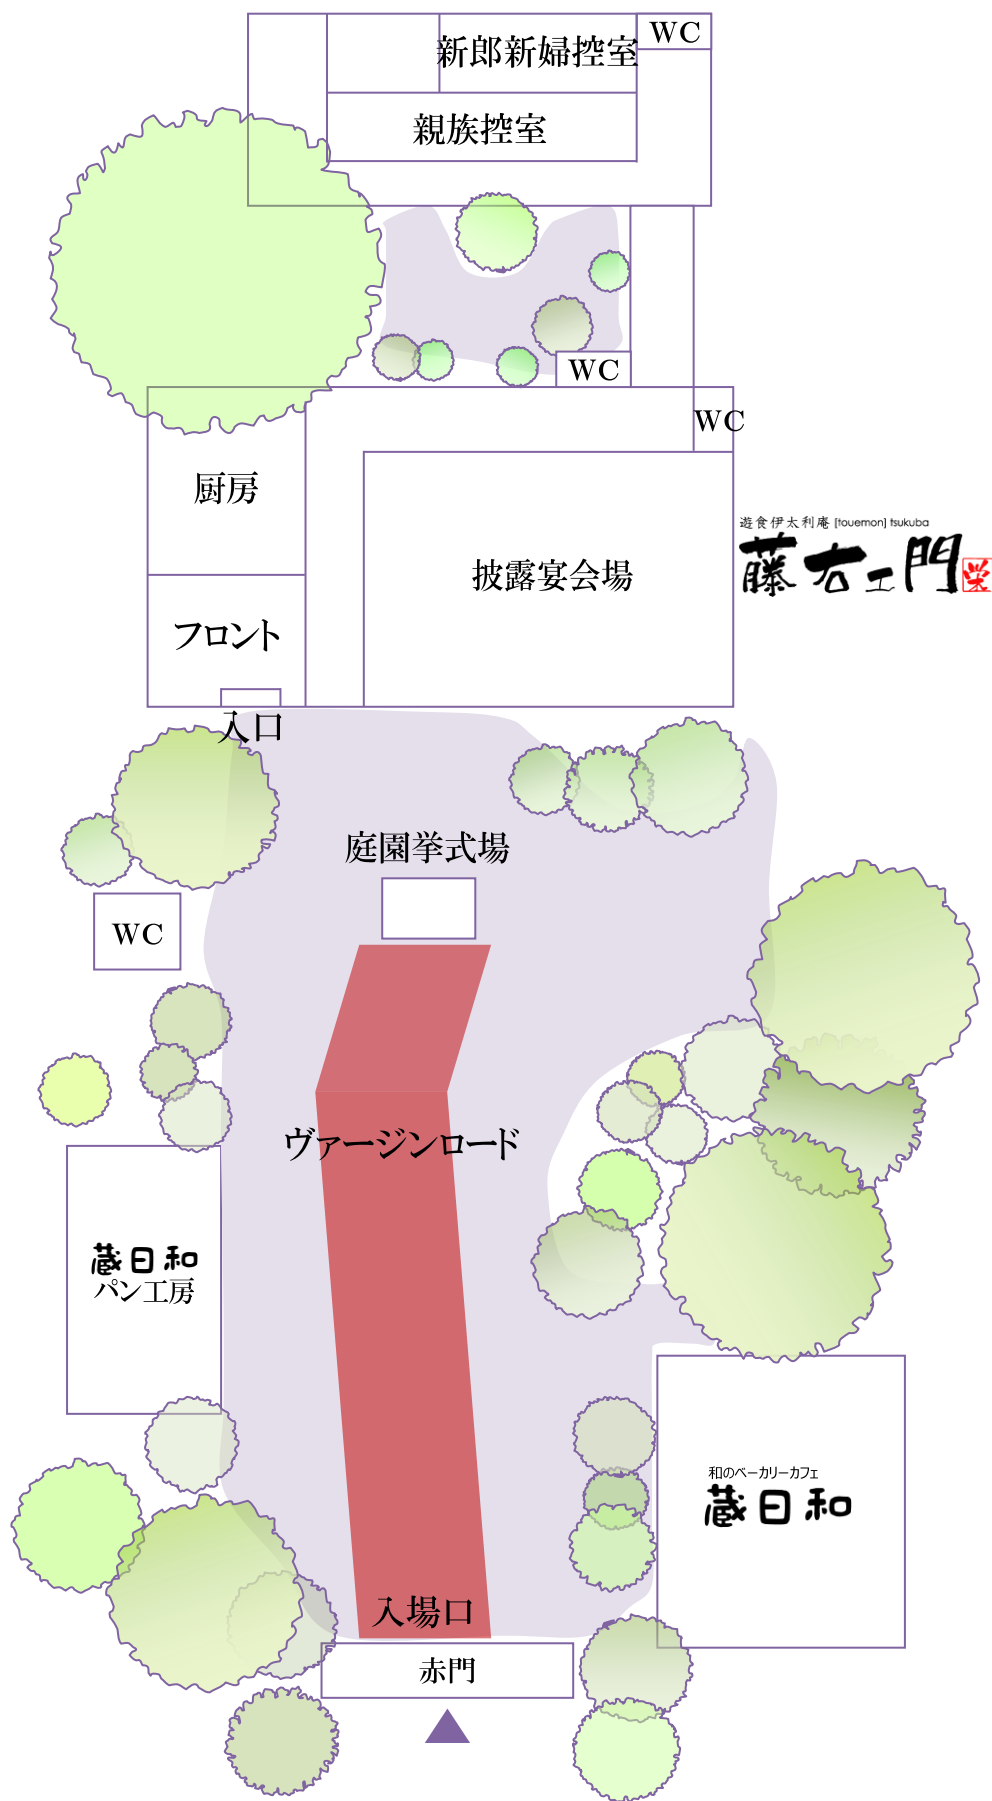 WC
新郎新婦控室
親族控室
WC
WC
厨房
披露宴会場
遊食伊太利庵 [touemon] tsukuba
藤右エ門
栄
フロント
入口
庭園挙式場
WC
ヴァージンロード
蔵日和
パン工房
和のベーカリーカフェ
蔵日和
入場口
赤門